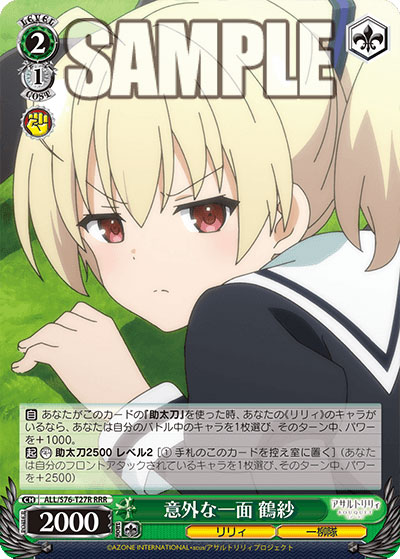 LEVEL
2
SAMPLE
1
COST
自 あなたがこのカードの「助太刀」を使った時、あなたの《リリィ》のキャラが
いるなら、あなたは自分のバトル中のキャラを1枚選び、そのターン中、パワー
を+1000。
起 助太刀2500 レベル2 [① 手札のこのカードを控え室に置く] (あなた
は自分のフロントアタックされているキャラを1枚選び、そのターン中、パワー
を+2500)
CH ALL/S76-T27R RRR
意外な一面 鶴紗
アサルトリリィ
BOUQUET
2000
POWER
リリィ
一柳隊
©AZONE INTERNATIONAL・acus/アサルトリリィプロジェクト